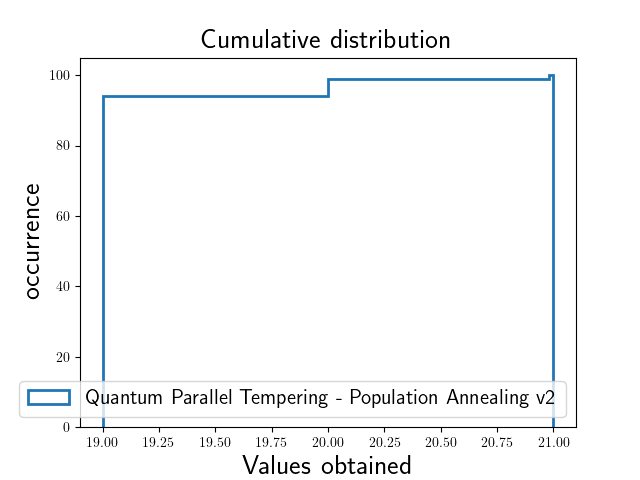 Cumulative distribution
100
80
60
40
20
0
occurrence
Quantum Parallel Tempering - Population Annealing v2
19.00 19.25 19.50 19.75 20.00 20.25 20.50 20.75 21.00
Values obtained